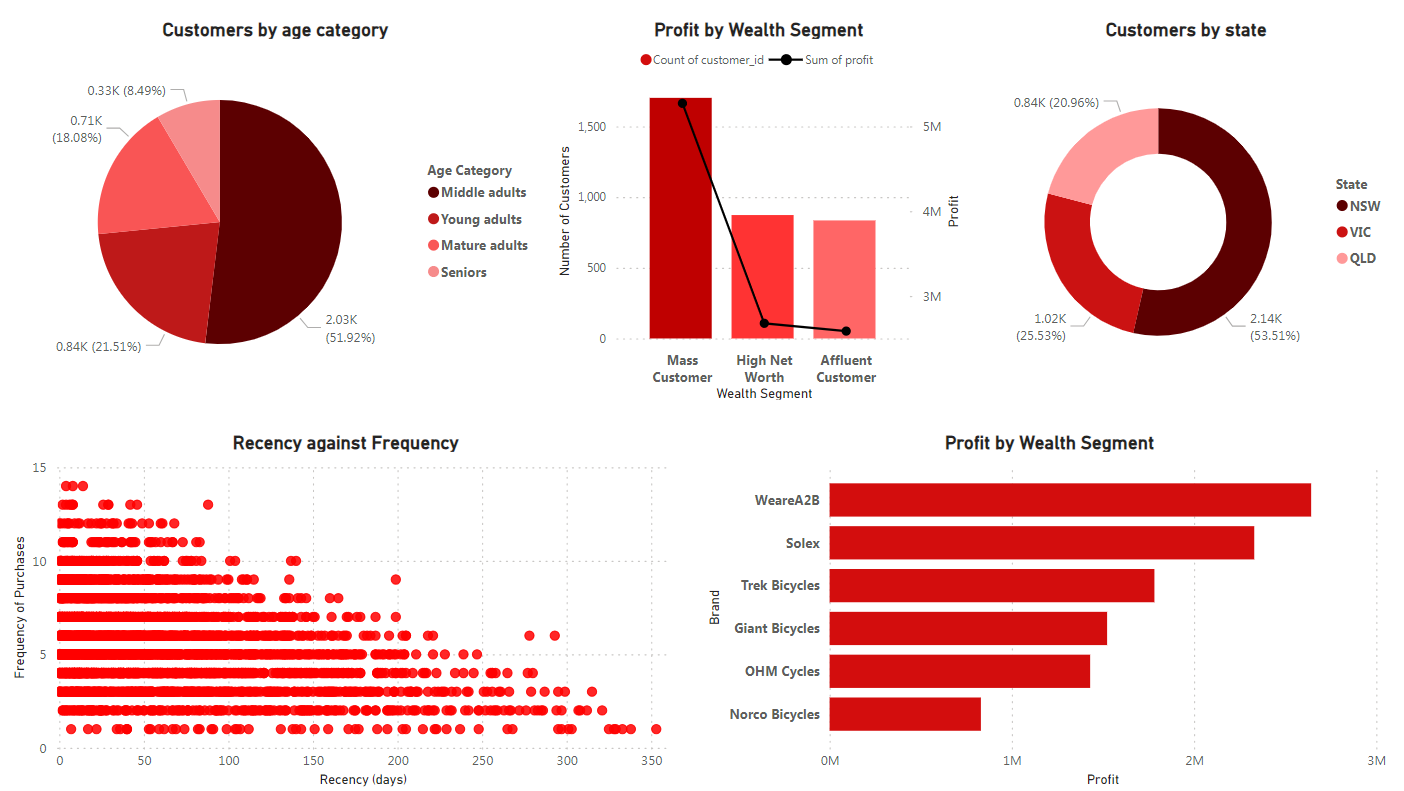 Customers by age category
0.33K (8.49%)
0.71K
(18.08%)
0.84K (21.51%)
2.03K
(51.92%)
Age Category
Middle adults
Young adults
Mature adults
Seniors
Profit by Wealth Segment
Count of customer_id
Sum of profit
Number of Customers
1,500
1,000
500
0
5M
4M
3M
Profit
Mass
Customer
High Net
Worth
Affluent
Customer
Wealth Segment
Customers by state
0.84K (20.96%)
1.02K
(25.53%)
2.14K
(53.51%)
State
NSW
VIC
QLD
Recency against Frequency
Frequency of Purchases
15
10
5
0
0
50
100
150
200
250
300
350
Recency (days)
Profit by Wealth Segment
Brand
WeareA2B
Solex
Trek Bicycles
Giant Bicycles
OHM Cycles
Norco Bicycles
0M
1M
2M
3M
Profit